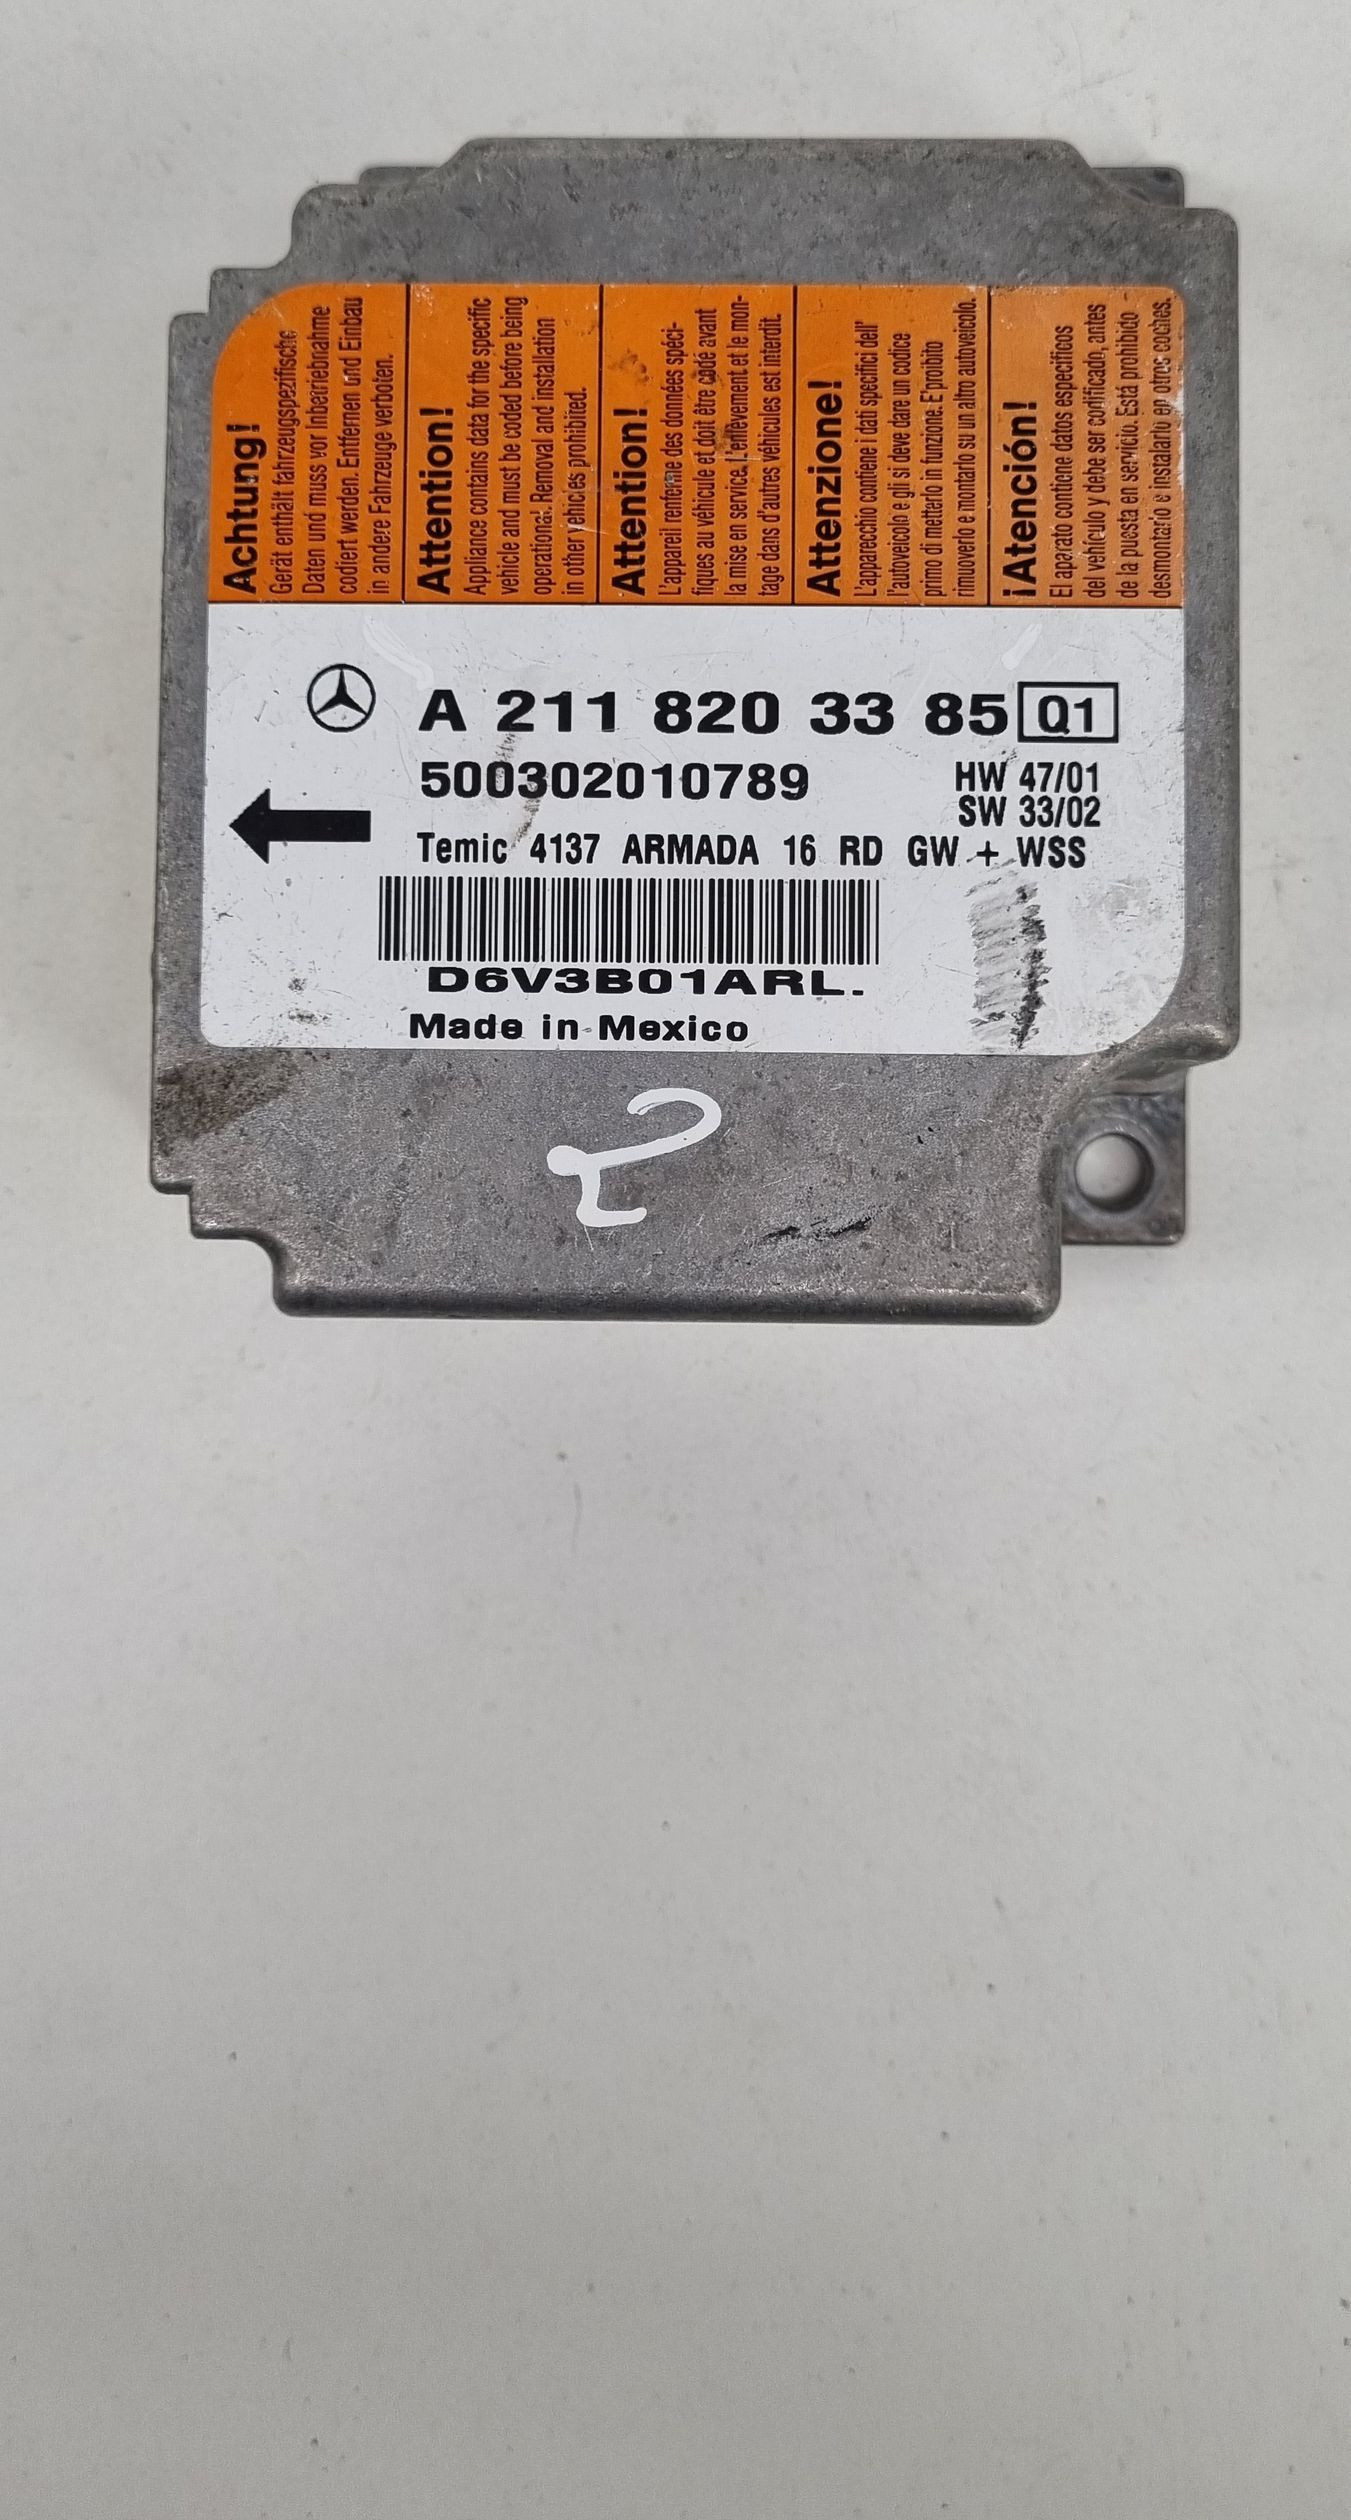 Achtung!
Gerät enthält fahrzeugspezifische
Daten und muss vor Inbetriebnahme
codiert werden. Entfernen und Einbau
in andere Fahrzeuge verboten.
Attention!
Appliance contains data for the specific
vehicle and must be coded before being
operational. Removal and installation
in other vehicles prohibited.
Attention!
L'appareil renferme des données spéci-
fiques au véhicule et doit être codé avant
la mise en service. L'enlèvement et le mon-
tage dans d'autres véhicules est interdit.
Attenzione!
L'apparecchio contiene i dati specifici dell'
l'autoveicolo e gli si deve dare un codice
primo di metterlo in funzione. E'proibito
rimuoverlo e montarlo su un altro autoveicolo.
¡Atención!
El aparato contiene datos específicos
del vehículo y debe ser codificado, antes
de la puesta en servicio. Está prohibido -
desmontarlo e instalarlo en otros coches.
A 211 820 33 85 Q1
500302010789 HW 47/01
SW 33/02
Temic 4137 ARMADA 16 RD GW + WSS
D6V3B01ARL.
Made in Mexico